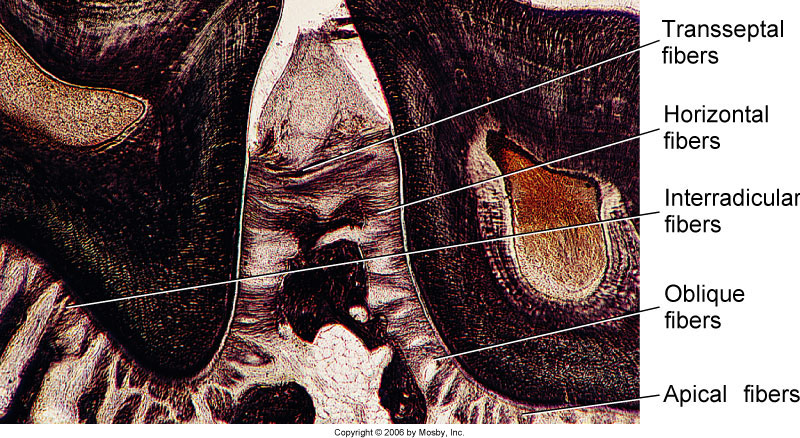 Transseptal
fibers
Horizontal
fibers
Interradicular
fibers
Oblique
fibers
Apical fibers
Copyright © 2006 by Mosby, Inc.